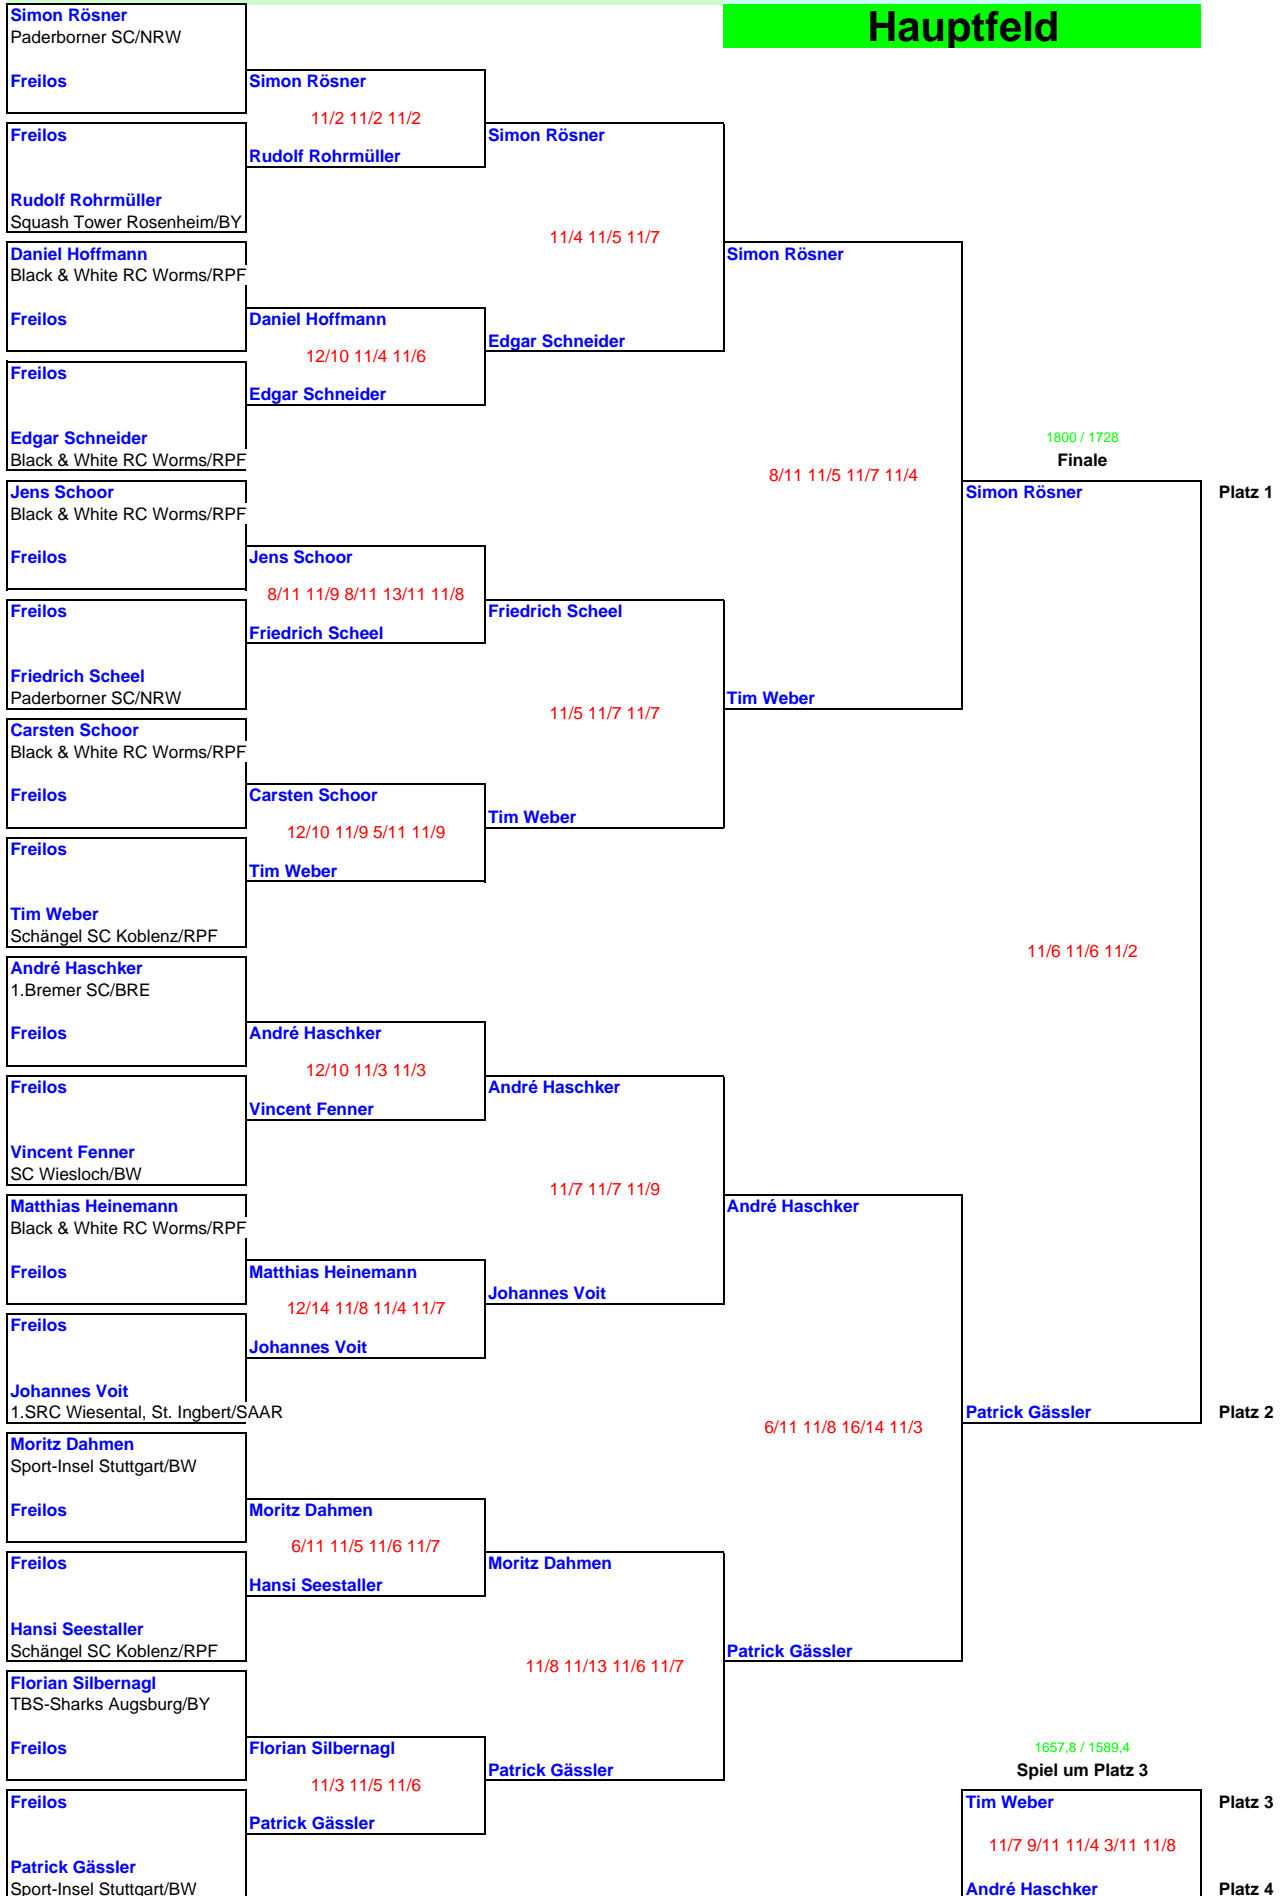 Simon Rösner
Paderborner SC/NRW
Hauptfeld
Freilos
Simon Rösner
11/2 11/2 11/2
Freilos
Simon Rösner
Rudolf Rohrmüller
Rudolf Rohrmüller
Squash Tower Rosenheim/BY
11/4 11/5 11/7
Daniel Hoffmann
Simon Rösner
Black & White RC Worms/RPF
Freilos
Daniel Hoffmann
Edgar Schneider
12/10 11/4 11/6
Freilos
Edgar Schneider
Edgar Schneider
1800 / 1728
Black & White RC Worms/RPF
Finale
8/11 11/5 11/7 11/4
Jens Schoor
Simon Rösner
Platz 1
Black & White RC Worms/RPF
Freilos
Jens Schoor
8/11 11/9 8/11 13/11 11/8
Freilos
Friedrich Scheel
Friedrich Scheel
Friedrich Scheel
Paderborner SC/NRW
Tim Weber
11/5 11/7 11/7
Carsten Schoor
Black & White RC Worms/RPF
Freilos
Carsten Schoor
Tim Weber
12/10 11/9 5/11 11/9
Freilos
Tim Weber
Tim Weber
Schängel SC Koblenz/RPF
11/6 11/6 11/2
André Haschker
1.Bremer SC/BRE
Freilos
André Haschker
12/10 11/3 11/3
Freilos
André Haschker
Vincent Fenner
Vincent Fenner
SC Wiesloch/BW
11/7 11/7 11/9
Matthias Heinemann
André Haschker
Black & White RC Worms/RPF
Freilos
Matthias Heinemann
Johannes Voit
12/14 11/8 11/4 11/7
Freilos
Johannes Voit
Johannes Voit
1.SRC Wiesental, St. Ingbert/SAAR
Patrick Gässler
Platz 2
6/11 11/8 16/14 11/3
Moritz Dahmen
Sport-Insel Stuttgart/BW
Freilos
Moritz Dahmen
6/11 11/5 11/6 11/7
Freilos
Moritz Dahmen
Hansi Seestaller
Hansi Seestaller
Schängel SC Koblenz/RPF
Patrick Gässler
11/8 11/13 11/6 11/7
Florian Silbernagl
TBS-Sharks Augsburg/BY
Freilos
Florian Silbernagl
1657,8 / 1589,4
Patrick Gässler
Spiel um Platz 3
11/3 11/5 11/6
Freilos
Tim Weber
Platz 3
Patrick Gässler
11/7 9/11 11/4 3/11 11/8
Patrick Gässler
Sport-Insel Stuttgart/BW
André Haschker
Platz 4